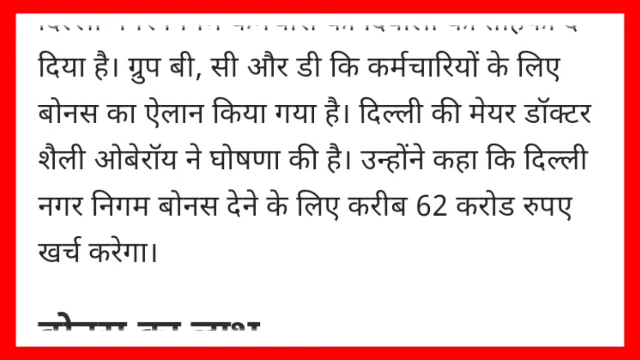 दिया है। ग्रुप बी, सी और डी कि कर्मचारियों के लिए
बोनस का ऐलान किया गया है। दिल्ली की मेयर डॉक्टर
शैली ओबेरॉय ने घोषणा की है। उन्होंने कहा कि दिल्ली
नगर निगम बोनस देने के लिए करीब 62 करोड रुपए
खर्च करेगा।